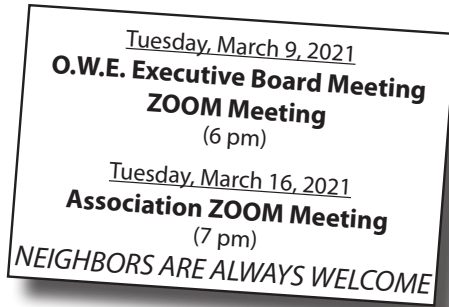 Tuesday, March 9, 2021
O.W.E. Executive Board Meeting
ZOOM Meeting
(6 pm)
Tuesday, March 16, 2021
Association ZOOM Meeting
(7 pm)
NEIGHBORS ARE ALWAYS WELCOME